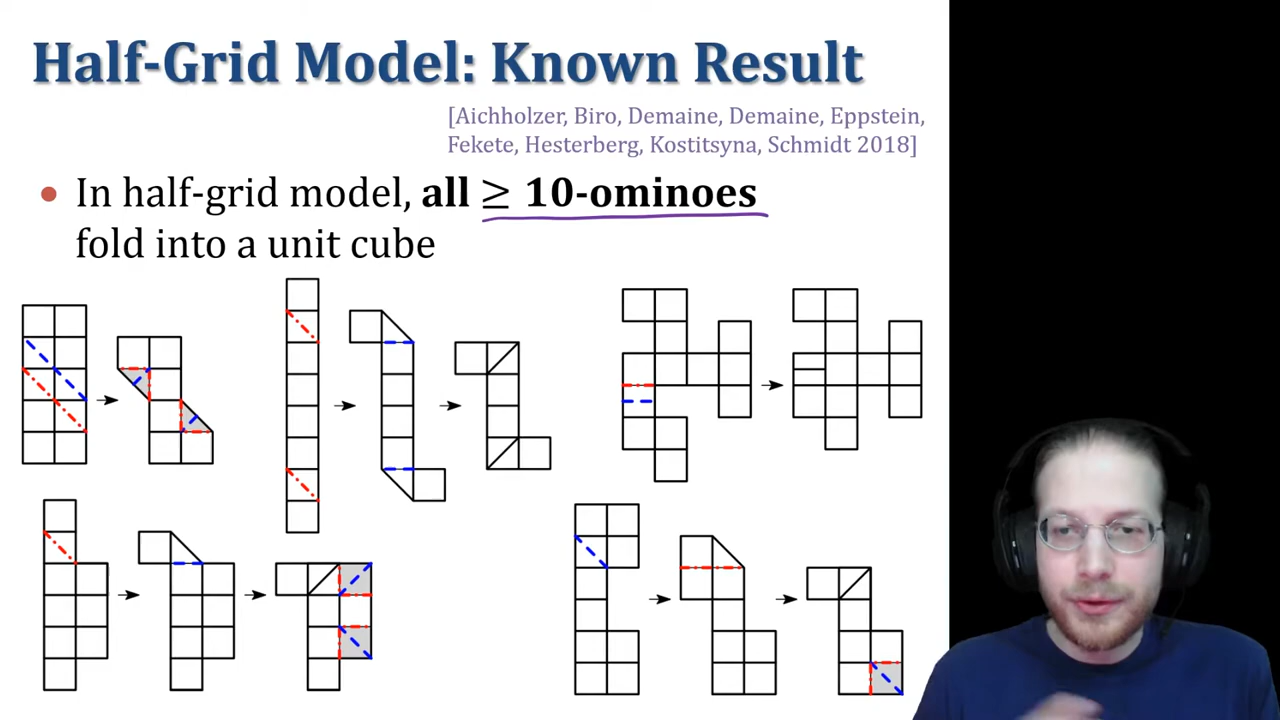 Half-Grid Model: Known Result
[Aichholzer, Biro, Demaine, Demaine, Eppstein,
Fekete, Hesterberg, Kostitsyna, Schmidt 2018]
• In half-grid model, all ≥ 10-ominoes
fold into a unit cube